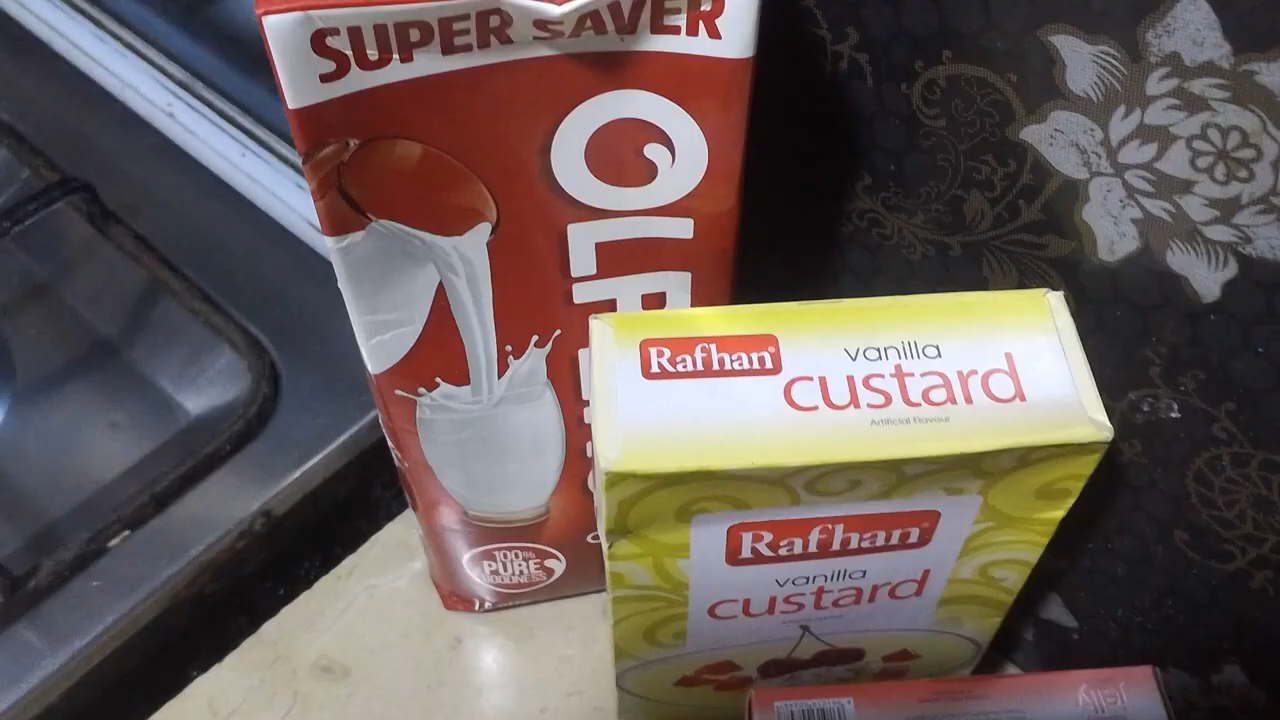 SUPER SAVER
OLP
100%
PURE
GOODNESS
Rafhan
vanilla
custard
Artificial Flavour
Rafhan
vanilla
custard
jelly